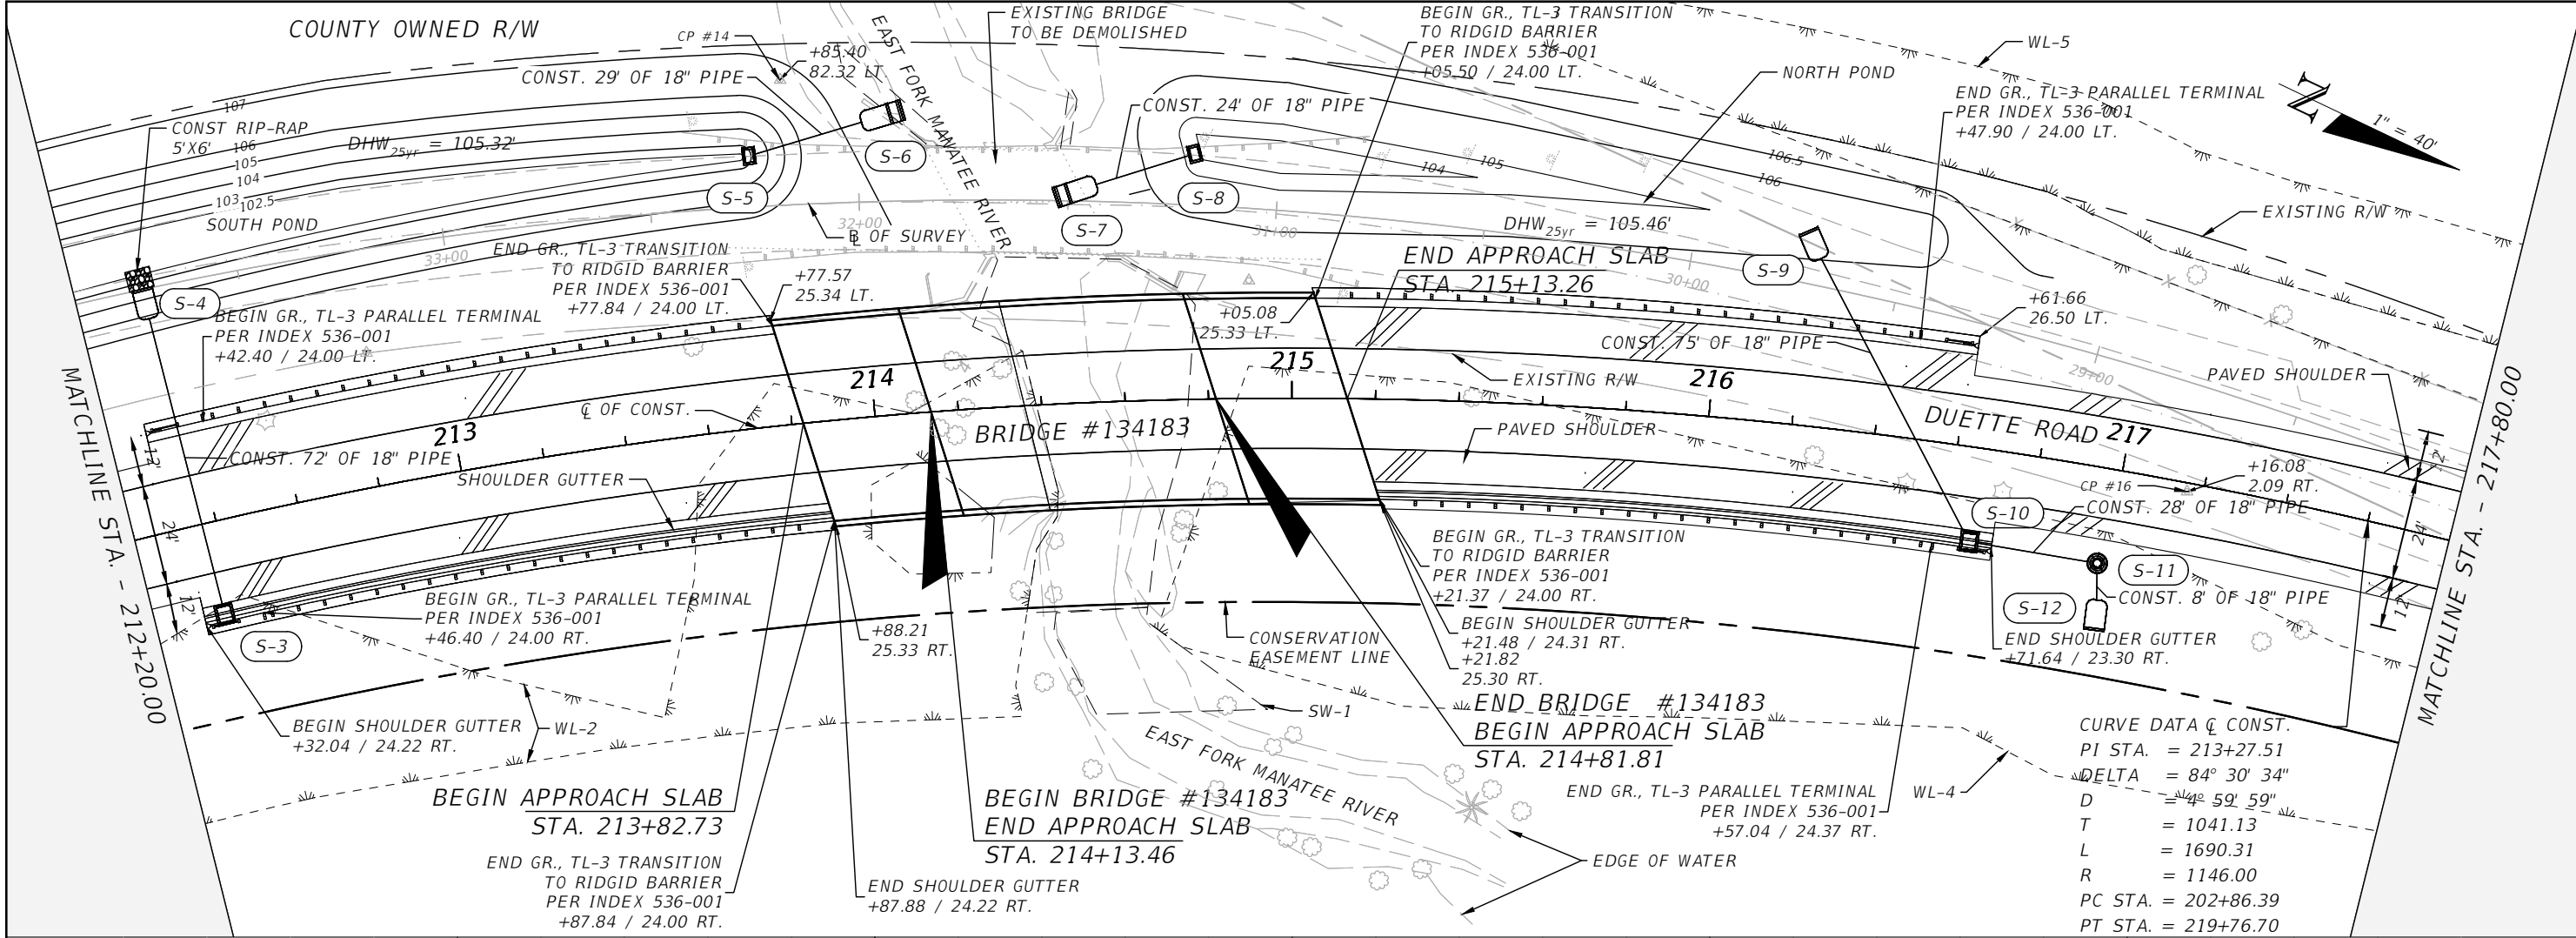 COUNTY OWNED R/W
CP #14
+85.40
82.32 LT.
CONST. 29' OF 18" PIPE
EAST FORK MANATEE RIVER
EXISTING BRIDGE
TO BE DEMOLISHED
BEGIN GR., TL-3 TRANSITION
TO RIDGID BARRIER
PER INDEX 536-001
+05.50 / 24.00 LT.
WL-5
NORTH POND
END GR., TL-3 PARALLEL TERMINAL
PER INDEX 536-001
+47.90 / 24.00 LT.
N
1" = 40'
107
CONST RIP-RAP
5'X6'
106
105
104
103
102.5
DHW25yr = 105.32'
SOUTH POND
S-5
S-6
CONST. 24' OF 18" PIPE
S-7
S-8
104
105
106.5
106
DHW25yr = 105.46'
EXISTING R/W
32+00
31+00
33+00
30+00
29+00
℄ OF SURVEY
S-4
END GR., TL-3 TRANSITION
TO RIDGID BARRIER
PER INDEX 536-001
+77.84 / 24.00 LT.
+77.57
25.34 LT.
END APPROACH SLAB
STA. 215+13.26
S-9
+05.08
25.33 LT.
+61.66
26.50 LT.
BEGIN GR., TL-3 PARALLEL TERMINAL
PER INDEX 536-001
+42.40 / 24.00 LT.
CONST. 75' OF 18" PIPE
EXISTING R/W
PAVED SHOULDER
MATCHLINE STA. - 212+20.00
213
214
215
216
217
℄ OF CONST.
BRIDGE #134183
PAVED SHOULDER
DUETTE ROAD
CONST. 72' OF 18" PIPE
SHOULDER GUTTER
12'
24'
12'
CP #16
+16.08
2.09 RT.
12'
24'
12'
MATCHLINE STA. - 217+80.00
S-10
CONST. 28' OF 18" PIPE
S-11
S-12
CONST. 8' OF 18" PIPE
END SHOULDER GUTTER
+71.64 / 23.30 RT.
S-3
BEGIN GR., TL-3 PARALLEL TERMINAL
PER INDEX 536-001
+46.40 / 24.00 RT.
+88.21
25.33 RT.
CONSERVATION
EASEMENT LINE
BEGIN GR., TL-3 TRANSITION
TO RIDGID BARRIER
PER INDEX 536-001
+21.37 / 24.00 RT.
BEGIN SHOULDER GUTTER
+21.48 / 24.31 RT.
+21.82
25.30 RT.
BEGIN SHOULDER GUTTER
+32.04 / 24.22 RT.
WL-2
SW-1
END BRIDGE #134183
BEGIN APPROACH SLAB
STA. 214+81.81
EAST FORK MANATEE RIVER
BEGIN APPROACH SLAB
STA. 213+82.73
BEGIN BRIDGE #134183
END APPROACH SLAB
STA. 214+13.46
END GR., TL-3 PARALLEL TERMINAL
PER INDEX 536-001
+57.04 / 24.37 RT.
WL-4
EDGE OF WATER
END GR., TL-3 TRANSITION
TO RIDGID BARRIER
PER INDEX 536-001
+87.84 / 24.00 RT.
END SHOULDER GUTTER
+87.88 / 24.22 RT.
CURVE DATA ℄ CONST.
PI STA. = 213+27.51
DELTA = 84° 30' 34"
D = 4° 59' 59"
T = 1041.13
L = 1690.31
R = 1146.00
PC STA. = 202+86.39
PT STA. = 219+76.70